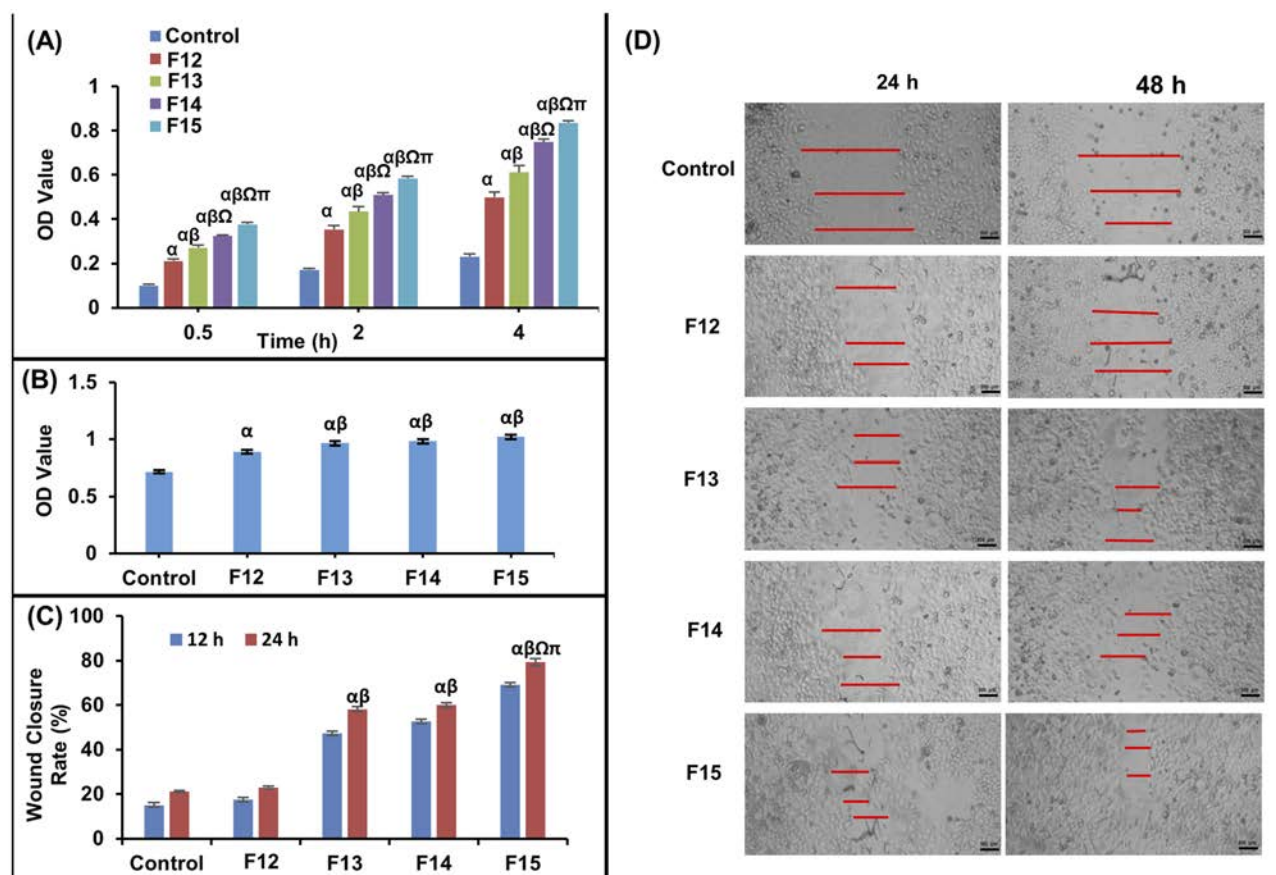 (A)
Control
F12
F13
F14
F15
OD Value
1
0.8
0.6
0.4
0.2
0
α αβ αβΩ αβΩπ
α αβ αβΩ αβΩπ
α αβ αβΩ αβΩπ
0.5 2 4
Time (h)
(B)
OD Value
1.5
1
0.5
0
α αβ αβ αβ
Control F12 F13 F14 F15
(C)
Wound Closure
Rate (%)
100
80
60
40
20
0
12 h 24 h
αβ αβ αβΩπ
Control F12 F13 F14 F15
(D)
24 h 48 h
Control
F12
F13
F14
F15